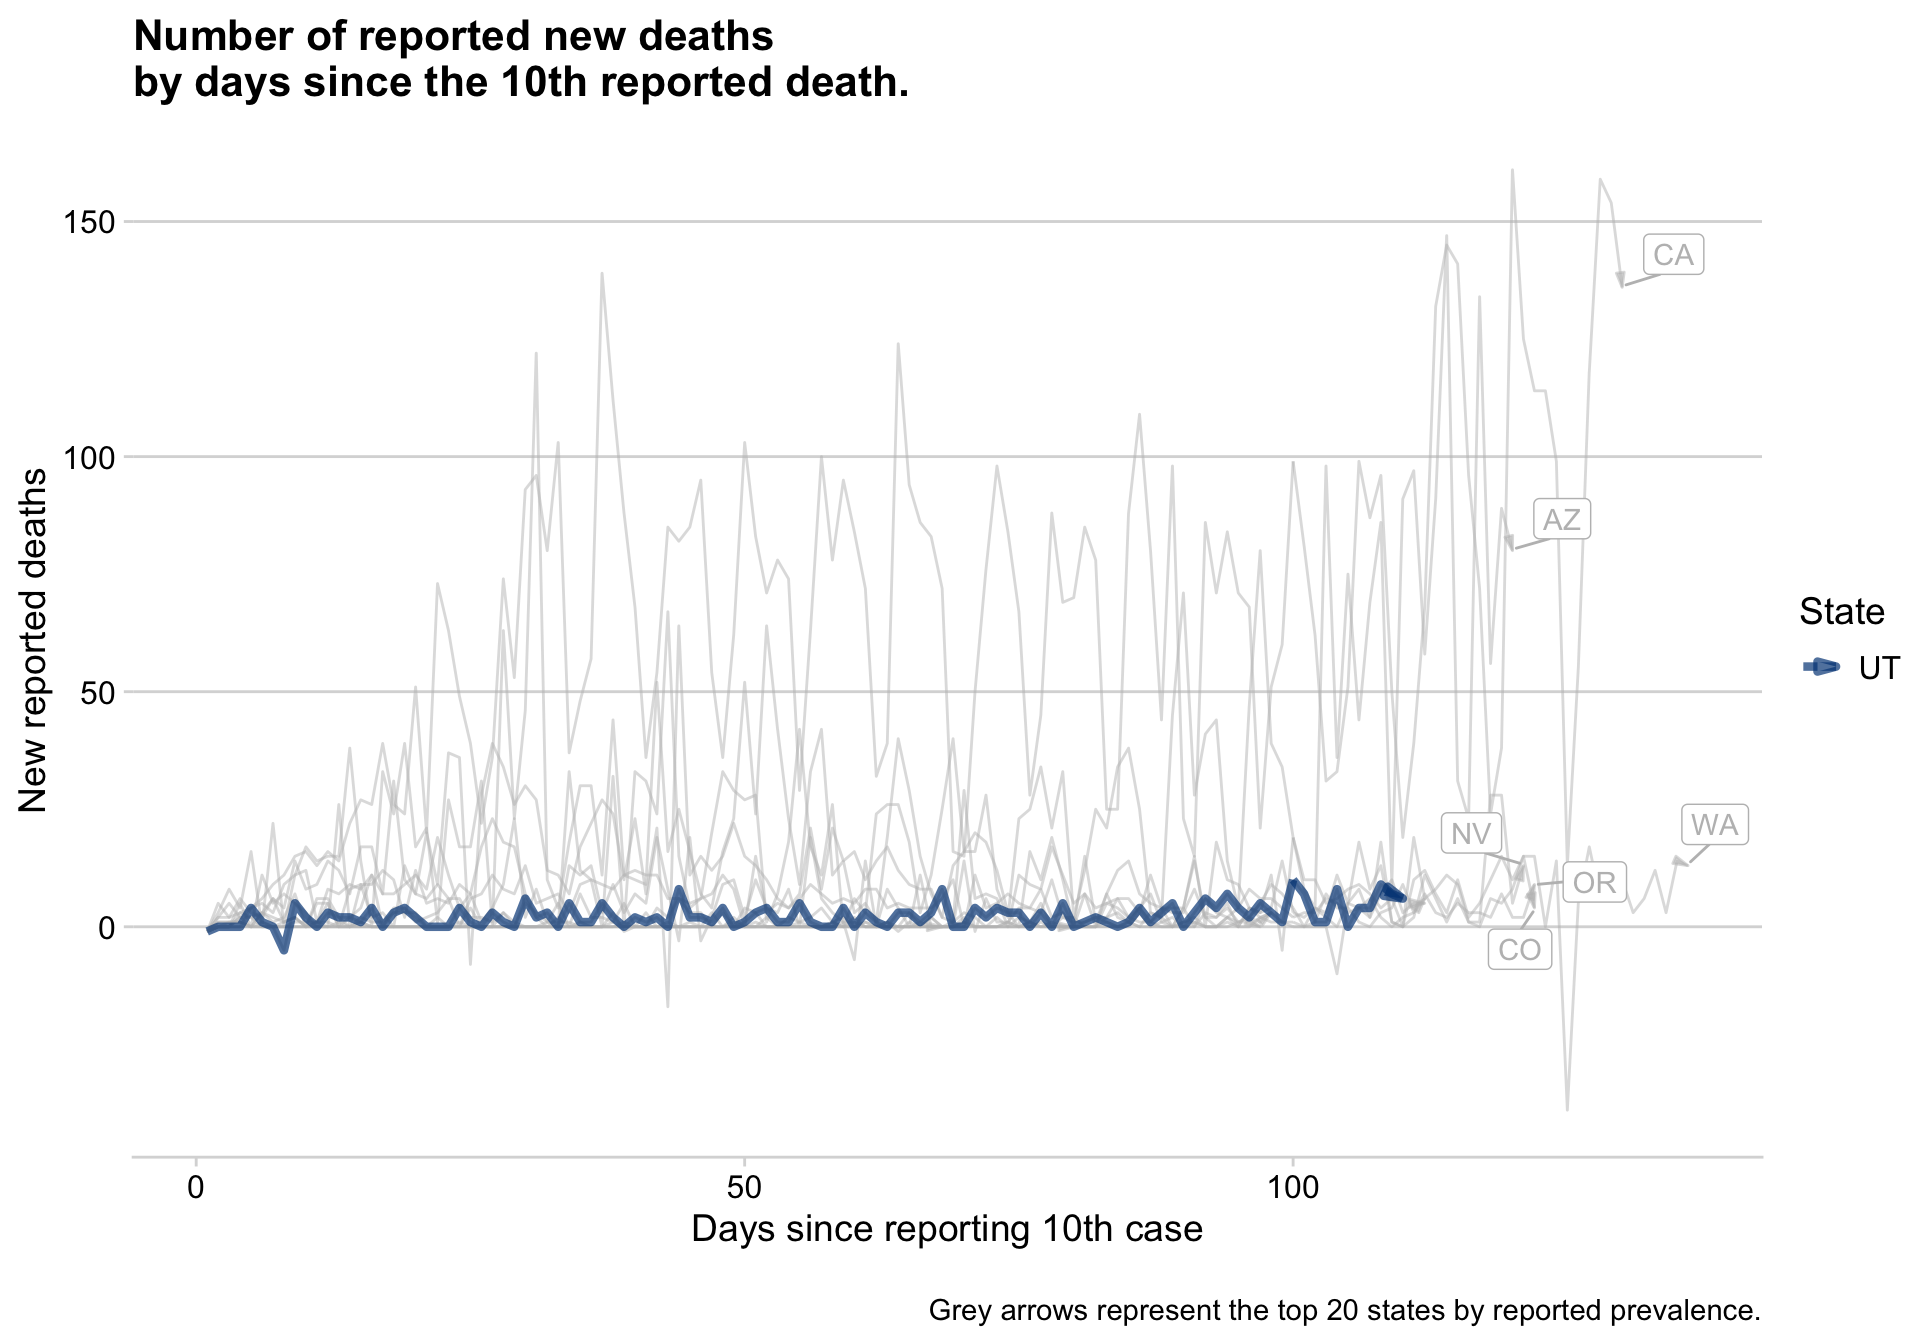 Number of reported new deaths
by days since the 10th reported death.
New reported deaths
150
100
50
0
CA
AZ
NV
WA
OR
CO
State
UT
0
50
100
Days since reporting 10th case
Grey arrows represent the top 20 states by reported prevalence.